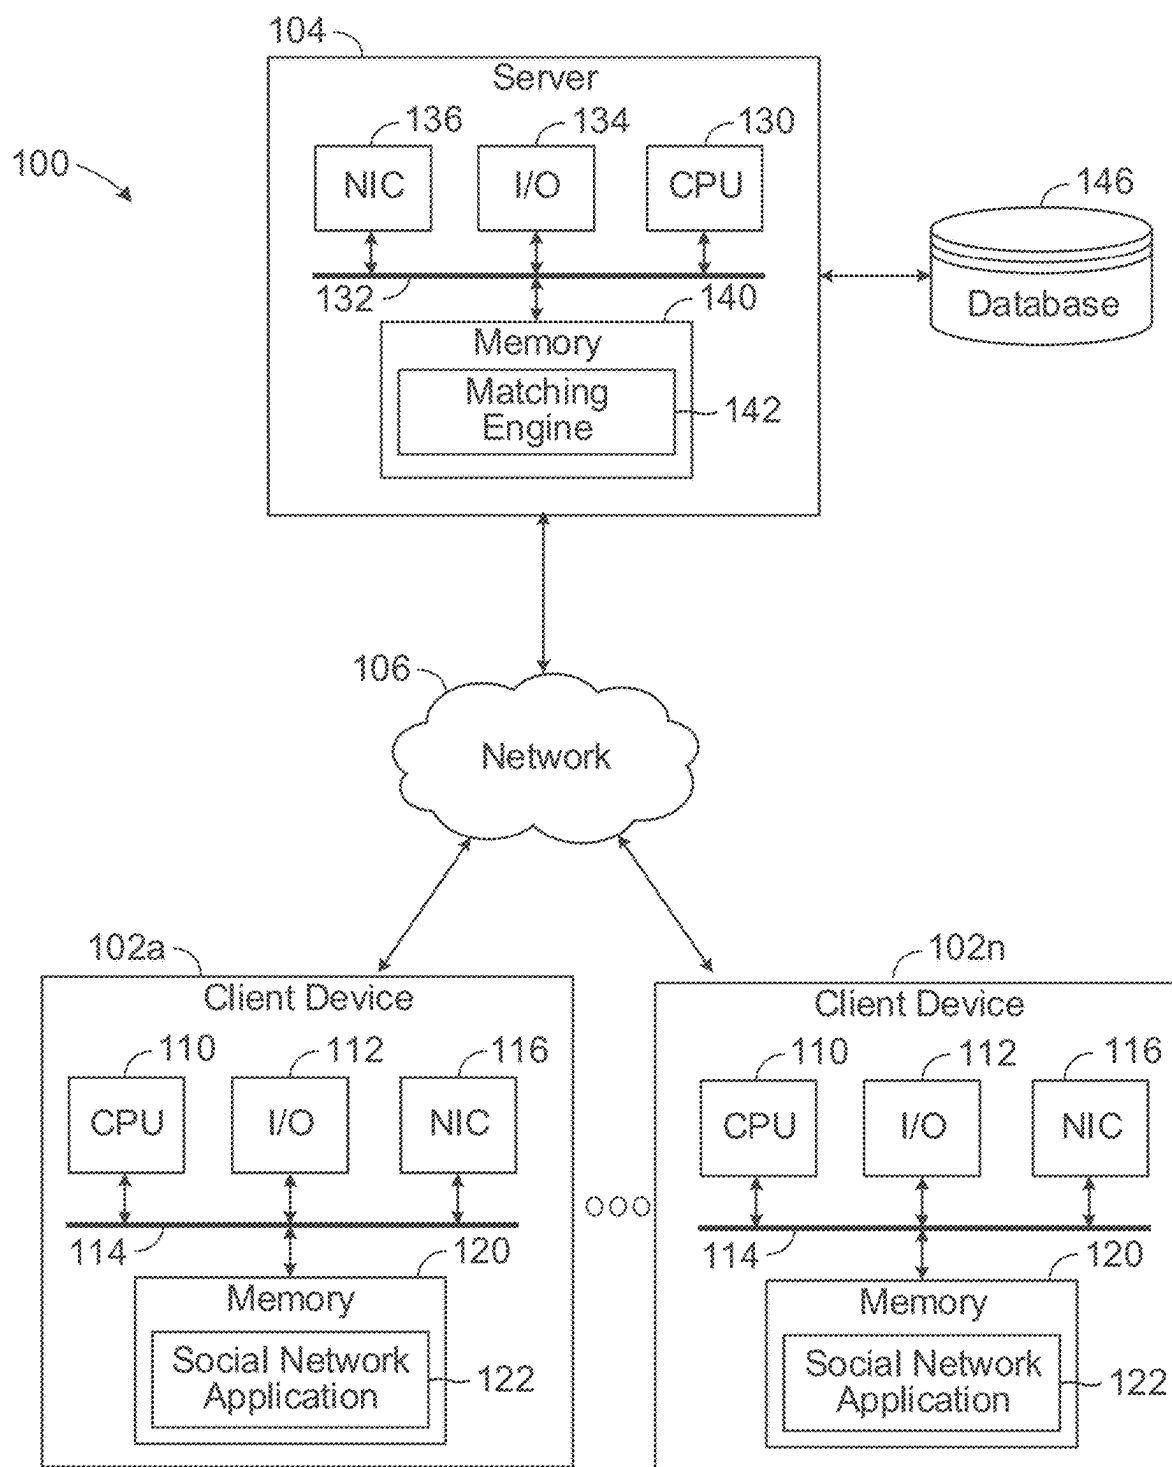 104
Server
136
134
130
100
NIC
I/O
CPU
146
132
140
Database
Memory
Matching
Engine
142
106
Network
102a
102n
Client Device
Client Device
110
112
116
110
112
116
CPU
I/O
NIC
CPU
I/O
NIC
114
120
114
120
Memory
Memory
Social Network
Application
122
Social Network
Application
122